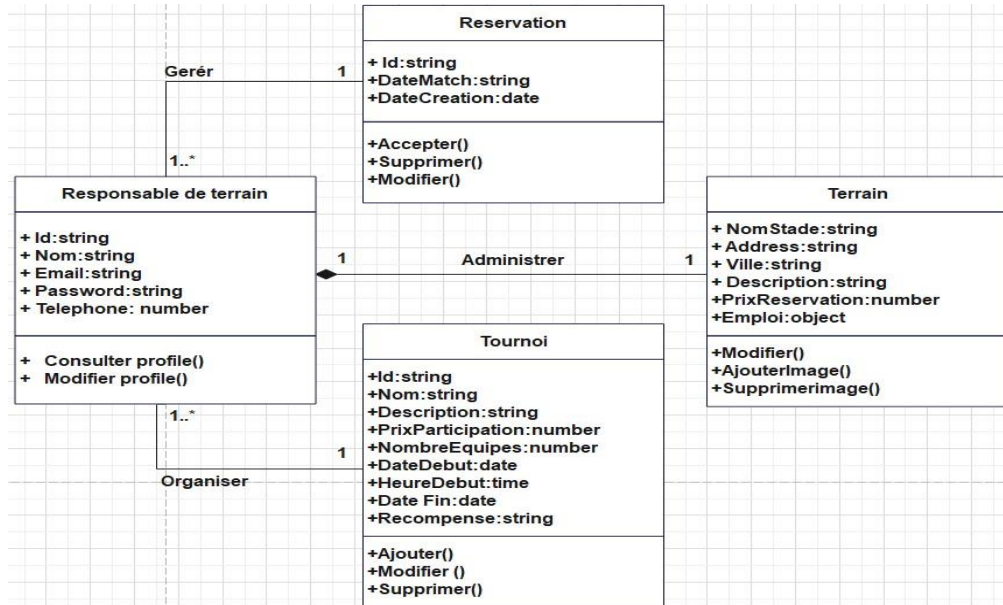 Reservation
+ Id:string
+DateMatch:string
+DateCreation:date
+Accepter()
+Supprimer()
+Modifier()
Gerér
1
1..*
Responsable de terrain
+ Id:string
+ Nom:string
+ Email:string
+ Password:string
+ Telephone: number
+ Consulter profile()
+ Modifier profile()
1
Administrer
1
Terrain
+ NomStade:string
+ Address:string
+ Ville:string
+ Description:string
+PrixReservation:number
+Emploi:object
+Modifier()
+AjouterImage()
+Supprimerimage()
1..*
1
Organiser
Tournoi
+Id:string
+Nom:string
+Description:string
+PrixParticipation:number
+NombreEquipes:number
+DateDebut:date
+HeureDebut:time
+Date Fin:date
+Recompense:string
+Ajouter()
+Modifier ()
+Supprimer()